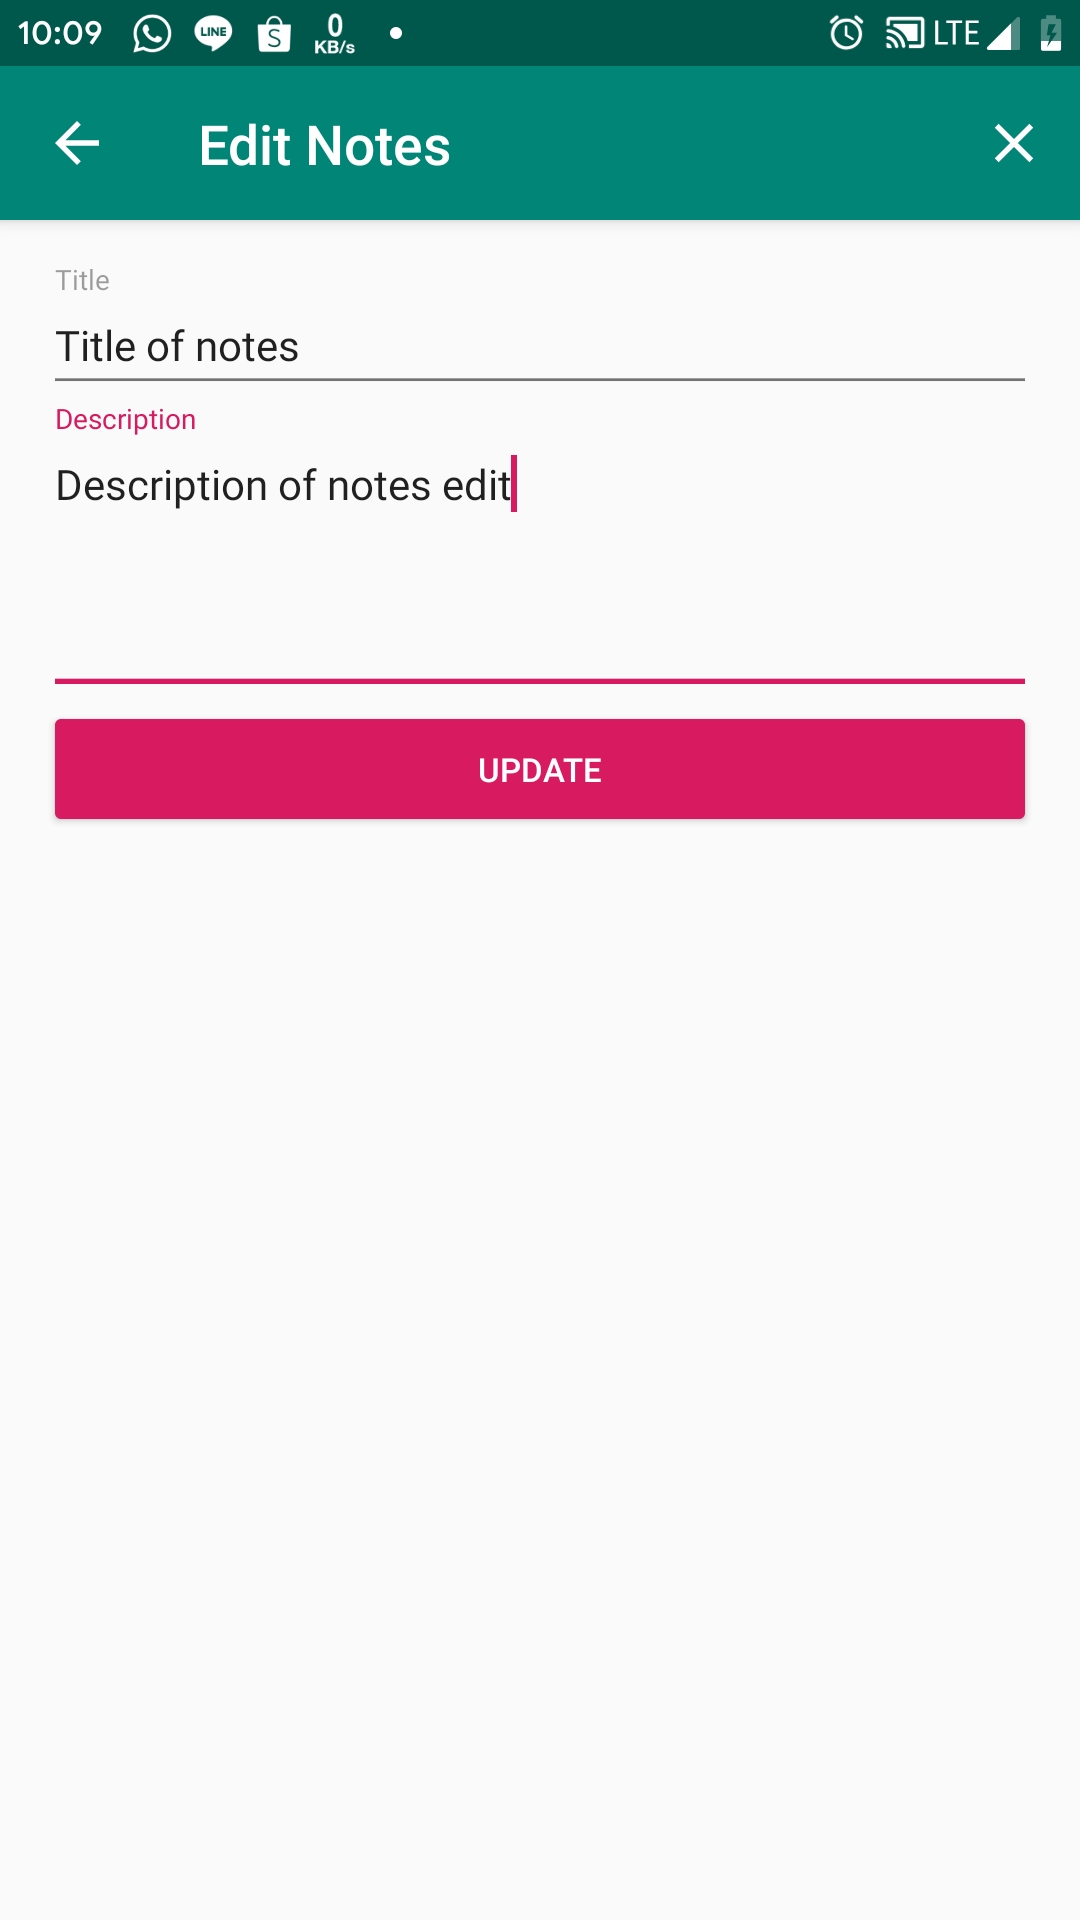 10:09 LINE S 0 KB/s LTE
Edit Notes
Title
Title of notes
Description
Description of notes edit
UPDATE